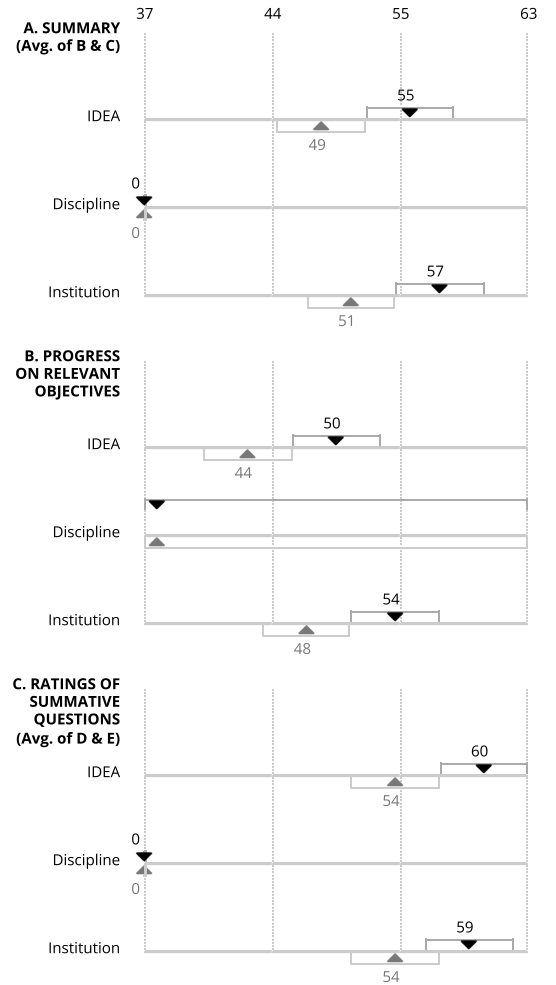 37 44 55 63
A. SUMMARY
(Avg. of B & C)
55
IDEA
49
0
Discipline
0
57
Institution
51
B. PROGRESS
ON RELEVANT
OBJECTIVES
50
IDEA
44
Discipline
54
Institution
48
C. RATINGS OF
SUMMATIVE
QUESTIONS
(Avg. of D & E)
60
IDEA
54
0
Discipline
0
59
Institution
54